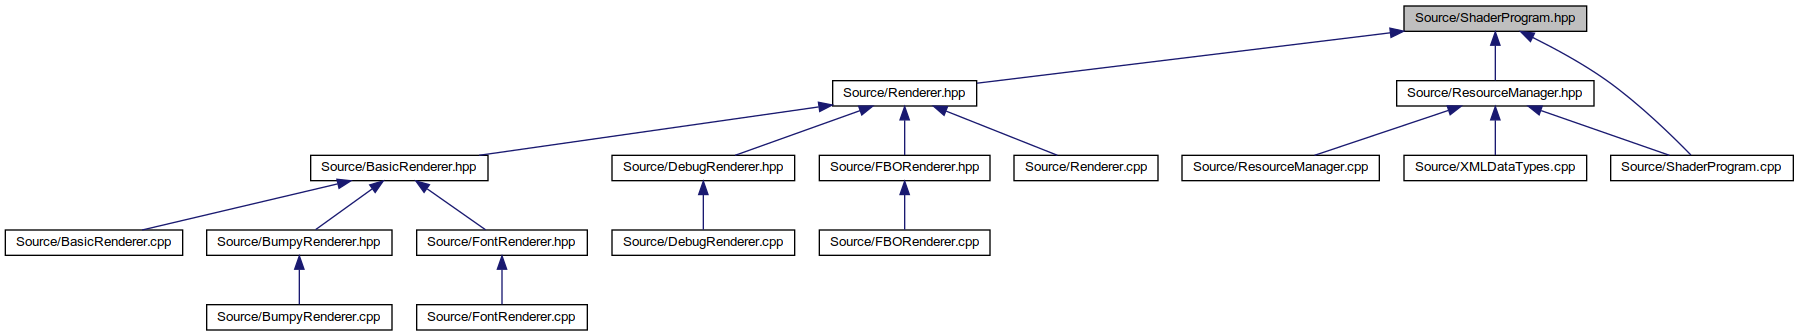 Source/ShaderProgram.hpp
Source/Renderer.hpp
Source/ResourceManager.hpp
Source/BasicRenderer.hpp
Source/DebugRenderer.hpp
Source/FBORenderer.hpp
Source/Renderer.cpp
Source/ResourceManager.cpp
Source/XMLDataTypes.cpp
Source/ShaderProgram.cpp
Source/BasicRenderer.cpp
Source/BumpyRenderer.hpp
Source/FontRenderer.hpp
Source/DebugRenderer.cpp
Source/FBORenderer.cpp
Source/BumpyRenderer.cpp
Source/FontRenderer.cpp